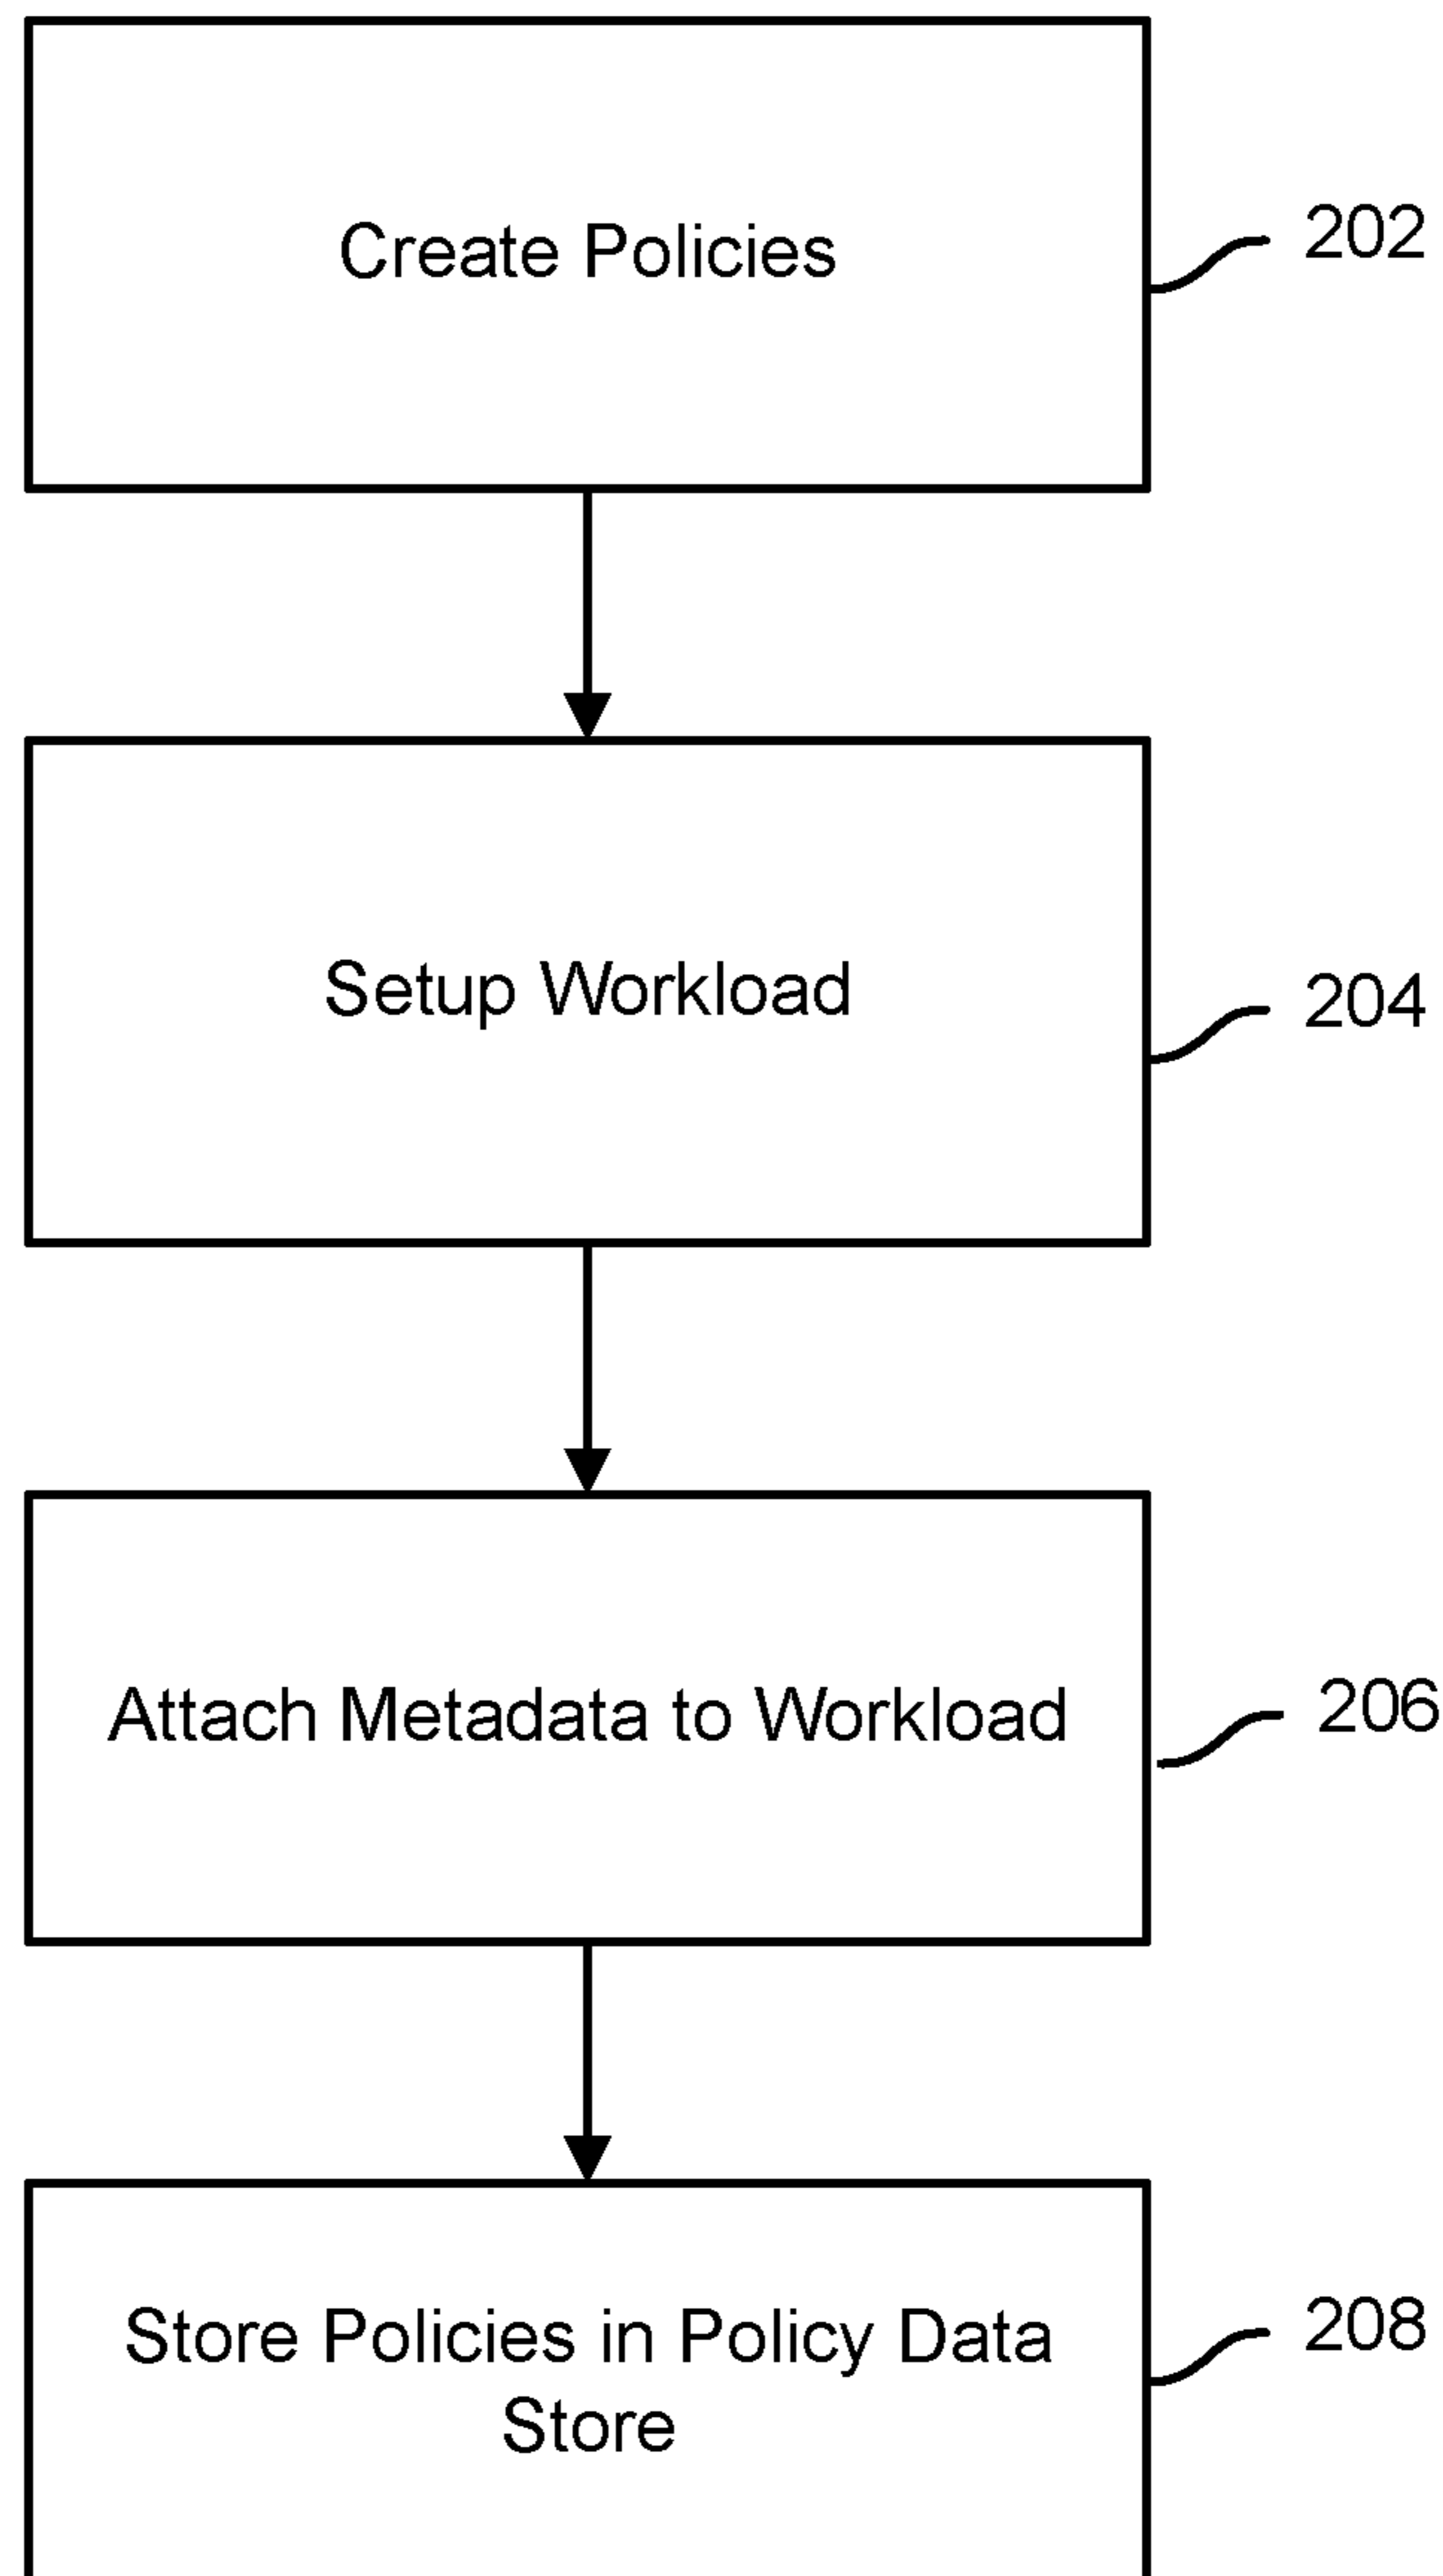 Create Policies
202
Setup Workload
204
Attach Metadata to Workload
206
Store Policies in Policy Data
Store
208